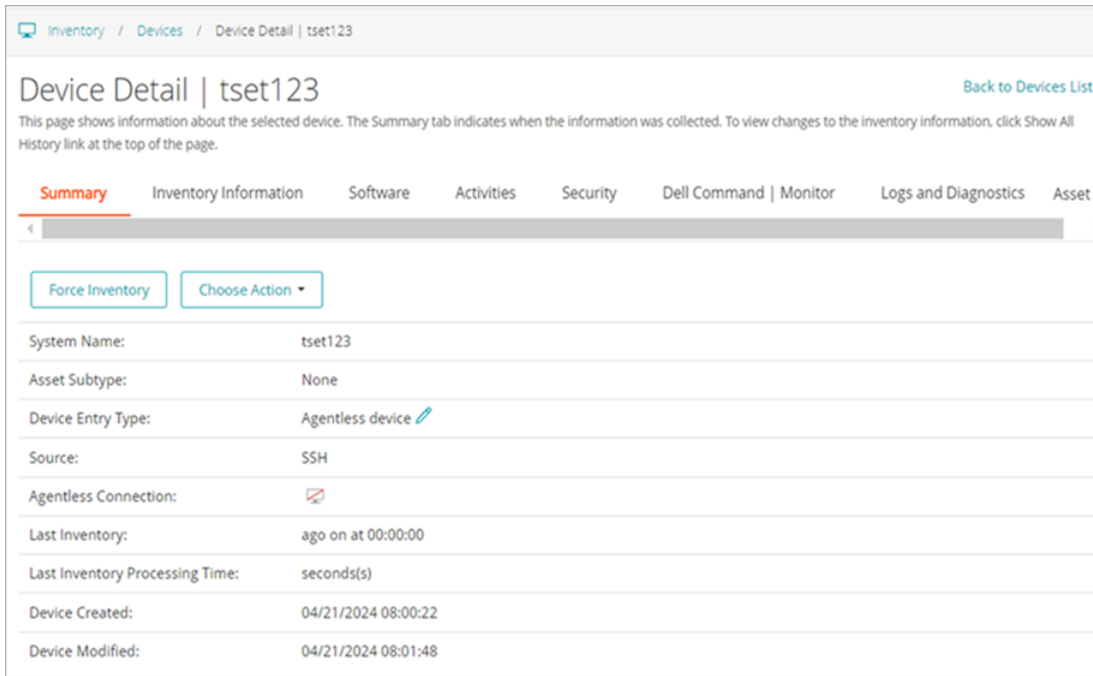 Inventory / Devices / Device Detail | tset123
Device Detail | tset123
Back to Devices List
This page shows information about the selected device. The Summary tab indicates when the information was collected. To view changes to the inventory information, click Show All
History link at the top of the page.
Summary Inventory Information Software Activities Security Dell Command | Monitor Logs and Diagnostics Asset
Force Inventory Choose Action
System Name: tset123
Asset Subtype: None
Device Entry Type: Agentless device
Source: SSH
Agentless Connection:
Last Inventory: ago on at 00:00:00
Last Inventory Processing Time: seconds(s)
Device Created: 04/21/2024 08:00:22
Device Modified: 04/21/2024 08:01:48